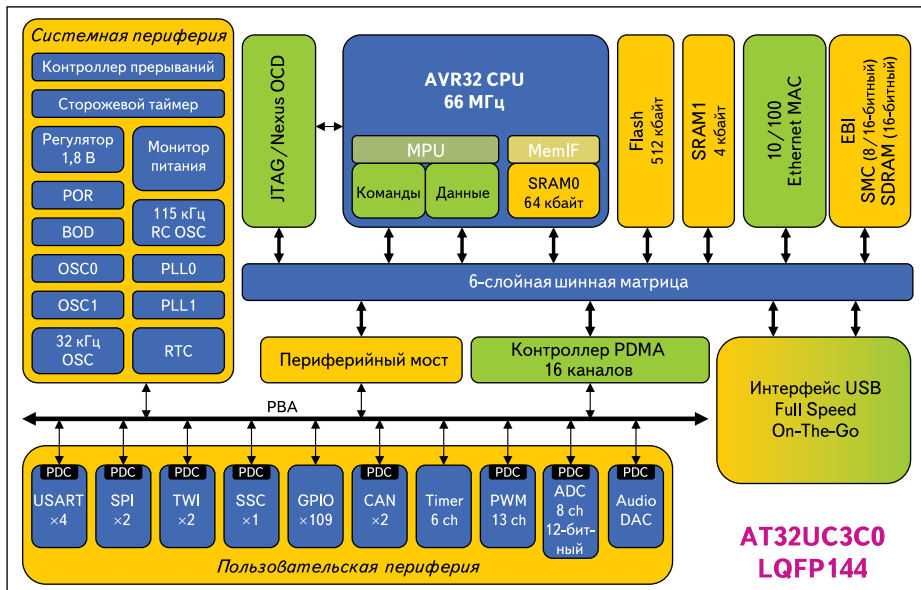 Системная периферия
Контроллер прерываний
Сторожевой таймер
Регулятор
1,8 В
Монитор
питания
POR
115 кГц
RC OSC
BOD
OSC0
PLL0
OSC1
PLL1
32 кГц
OSC
RTC
JTAG/Nexus OCD
AVR32 CPU
66 МГц
MPU
MemIF
Команды
Данные
SRAM0
64 кбайт
Flash
512 кбайт
SRAM1
4 кбайт
10/100
Ethernet MAC
EBI
SMC (8/16-битный)
SDRAM (16-битный)
6-слойная шинная матрица
Периферийный мост
Контроллер PDMA
16 каналов
Интерфейс USB
Full Speed
On-The-Go
PBA
PDC
USART
×4
PDC
SPI
×2
PDC
TWI
×2
PDC
SSC
×1
GPIO
×109
PDC
CAN
×2
Timer
6 ch
PDC
PWM
13 ch
PDC
ADC
8 ch
12-бит-
ный
PDC
Audio
DAC
Пользовательская периферия
AT32UC3C0
LQFP144